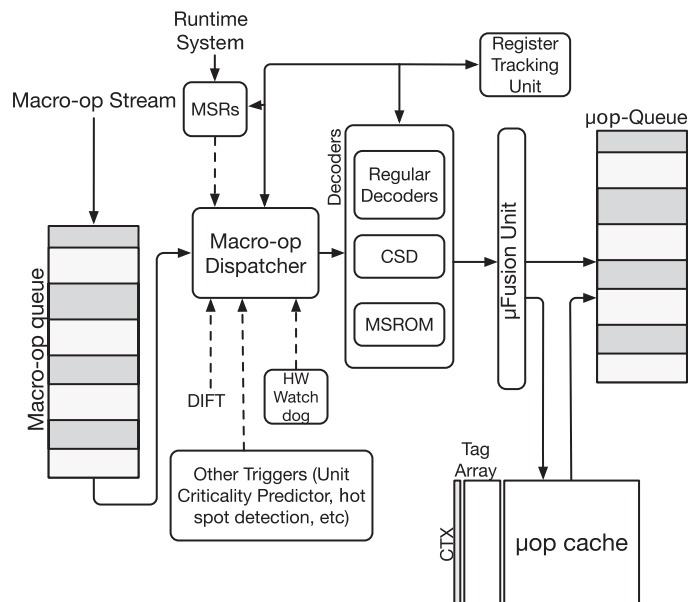 Runtime
System
Register
Tracking
Unit
MSRs
Macro-op Stream
µop-Queue
Decoders
Regular
Decoders
Macro-op
Dispatcher
CSD
µFusion Unit
MSROM
Macro-op queue
DIFT
HW
Watch
dog
Other Triggers (Unit
Criticality Predictor, hot
spot detection, etc)
Tag
Array
CTX
µop cache